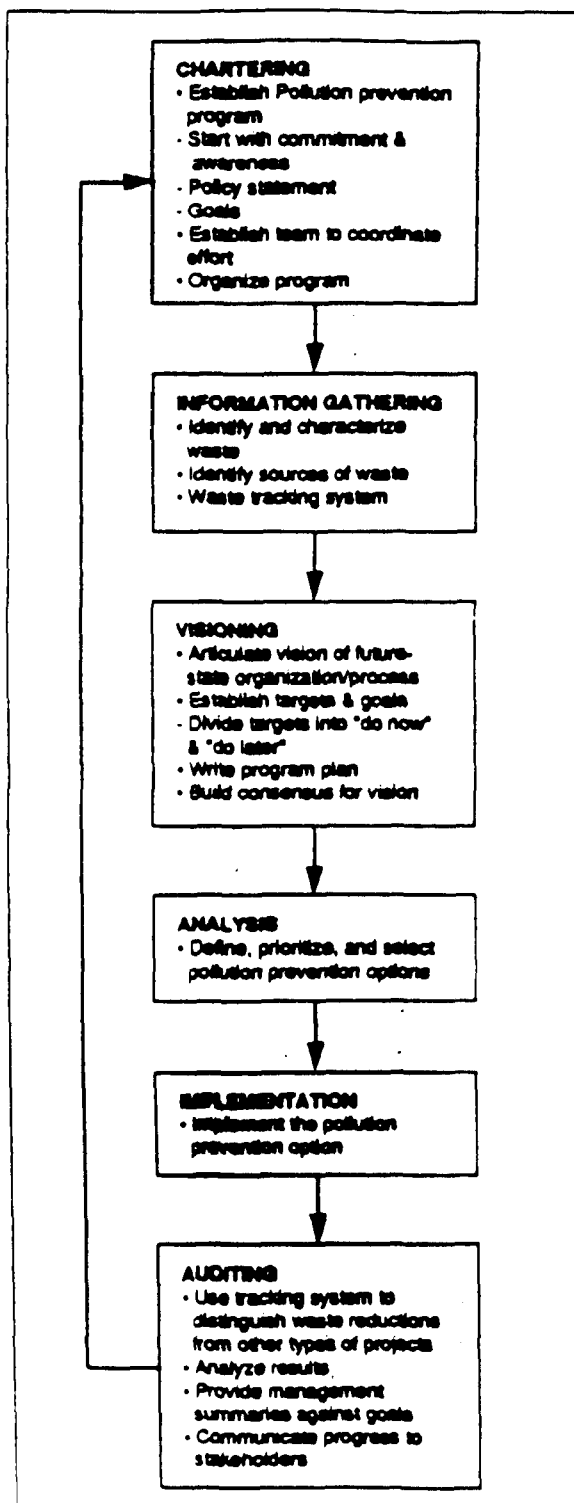 CHARTERING
• Establish Pollution prevention
program
- Start with commitment &
awareness
- Policy statement
- Goals
• Establish team to coordinate
effort
• Organize program
INFORMATION GATHERING
• Identify and characterize
waste
• Identify sources of waste
• Waste tracking system
VISIONING
• Articulate vision of future-
state organization/process
• Establish targets & goals
- Divide targets into "do now"
& "do later"
• Write program plan
• Build consensus for vision
ANALYSIS
• Define, prioritize, and select
pollution prevention options
IMPLEMENTATION
• Implement the pollution
prevention option
AUDITING
• Use tracking system to
distinguish waste reductions
from other types of projects
• Analyze results
• Provide management
summaries against goals
• Communicate progress to
stakeholders